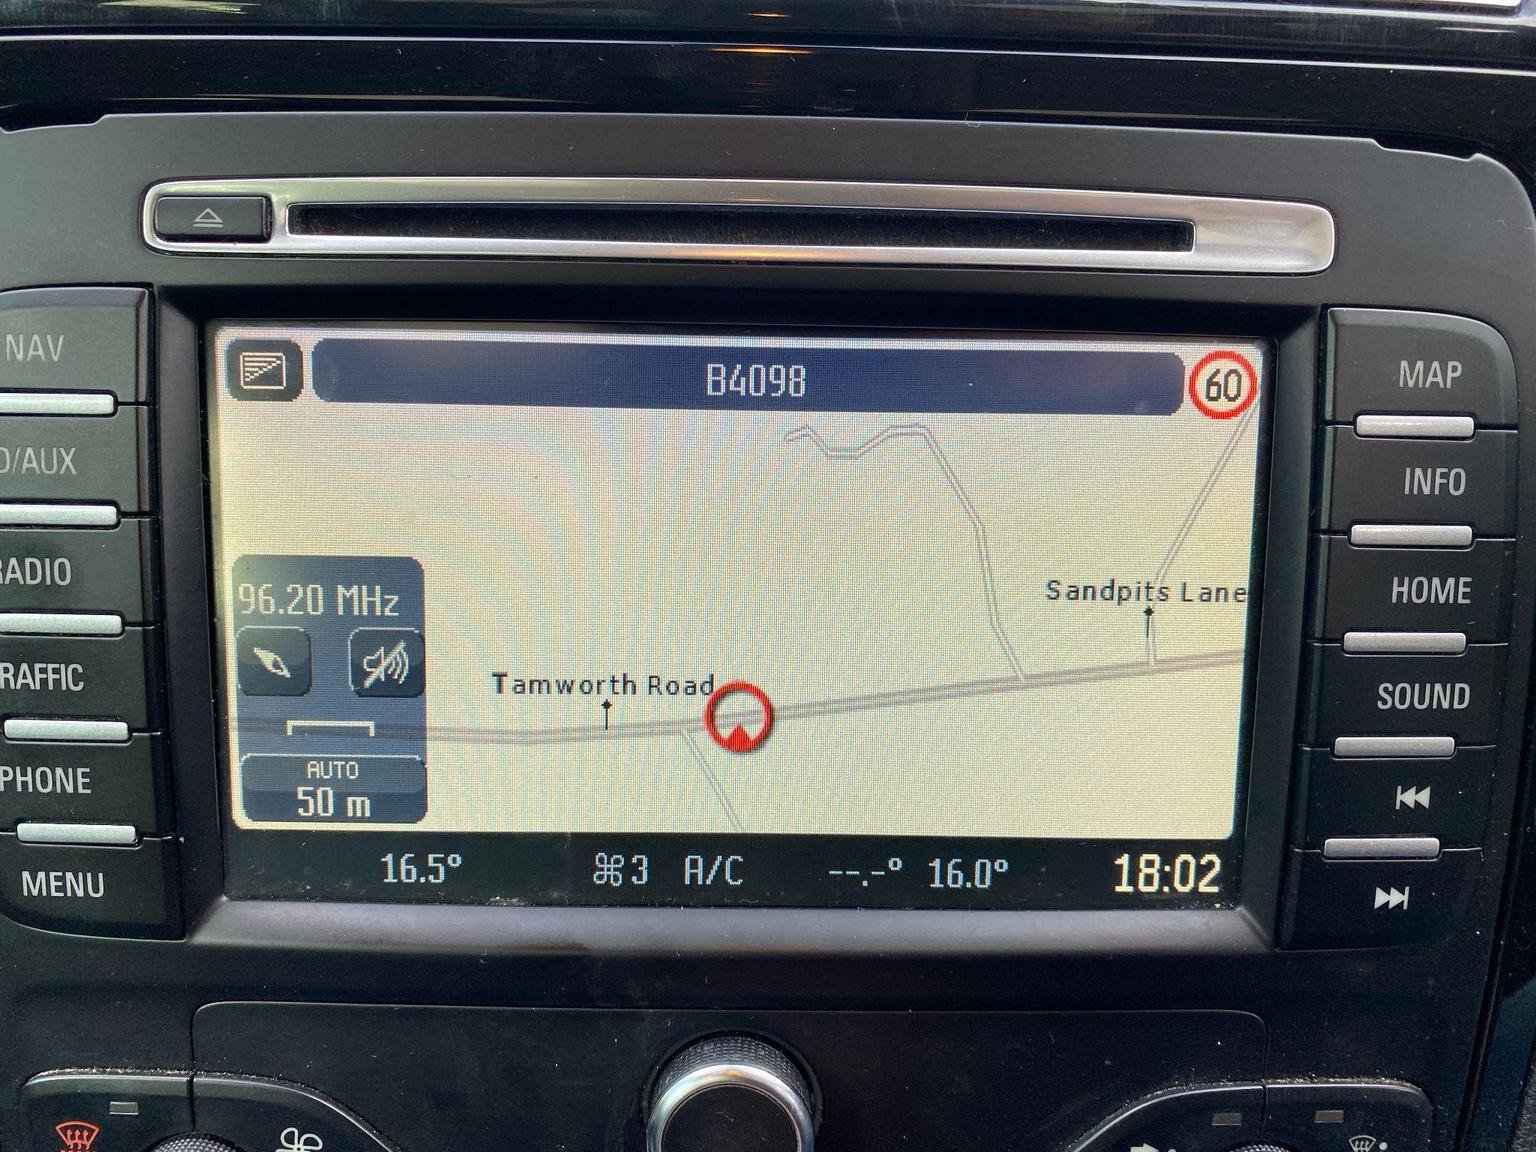 NAV
D/AUX
RADIO
TRAFFIC
PHONE
MENU
B4098
60
96.20 MHz
Tamworth Road
Sandpits Lane
AUTO
50 m
16.5° 3 A/C --.-° 16.0° 18:02
MAP
INFO
HOME
SOUND